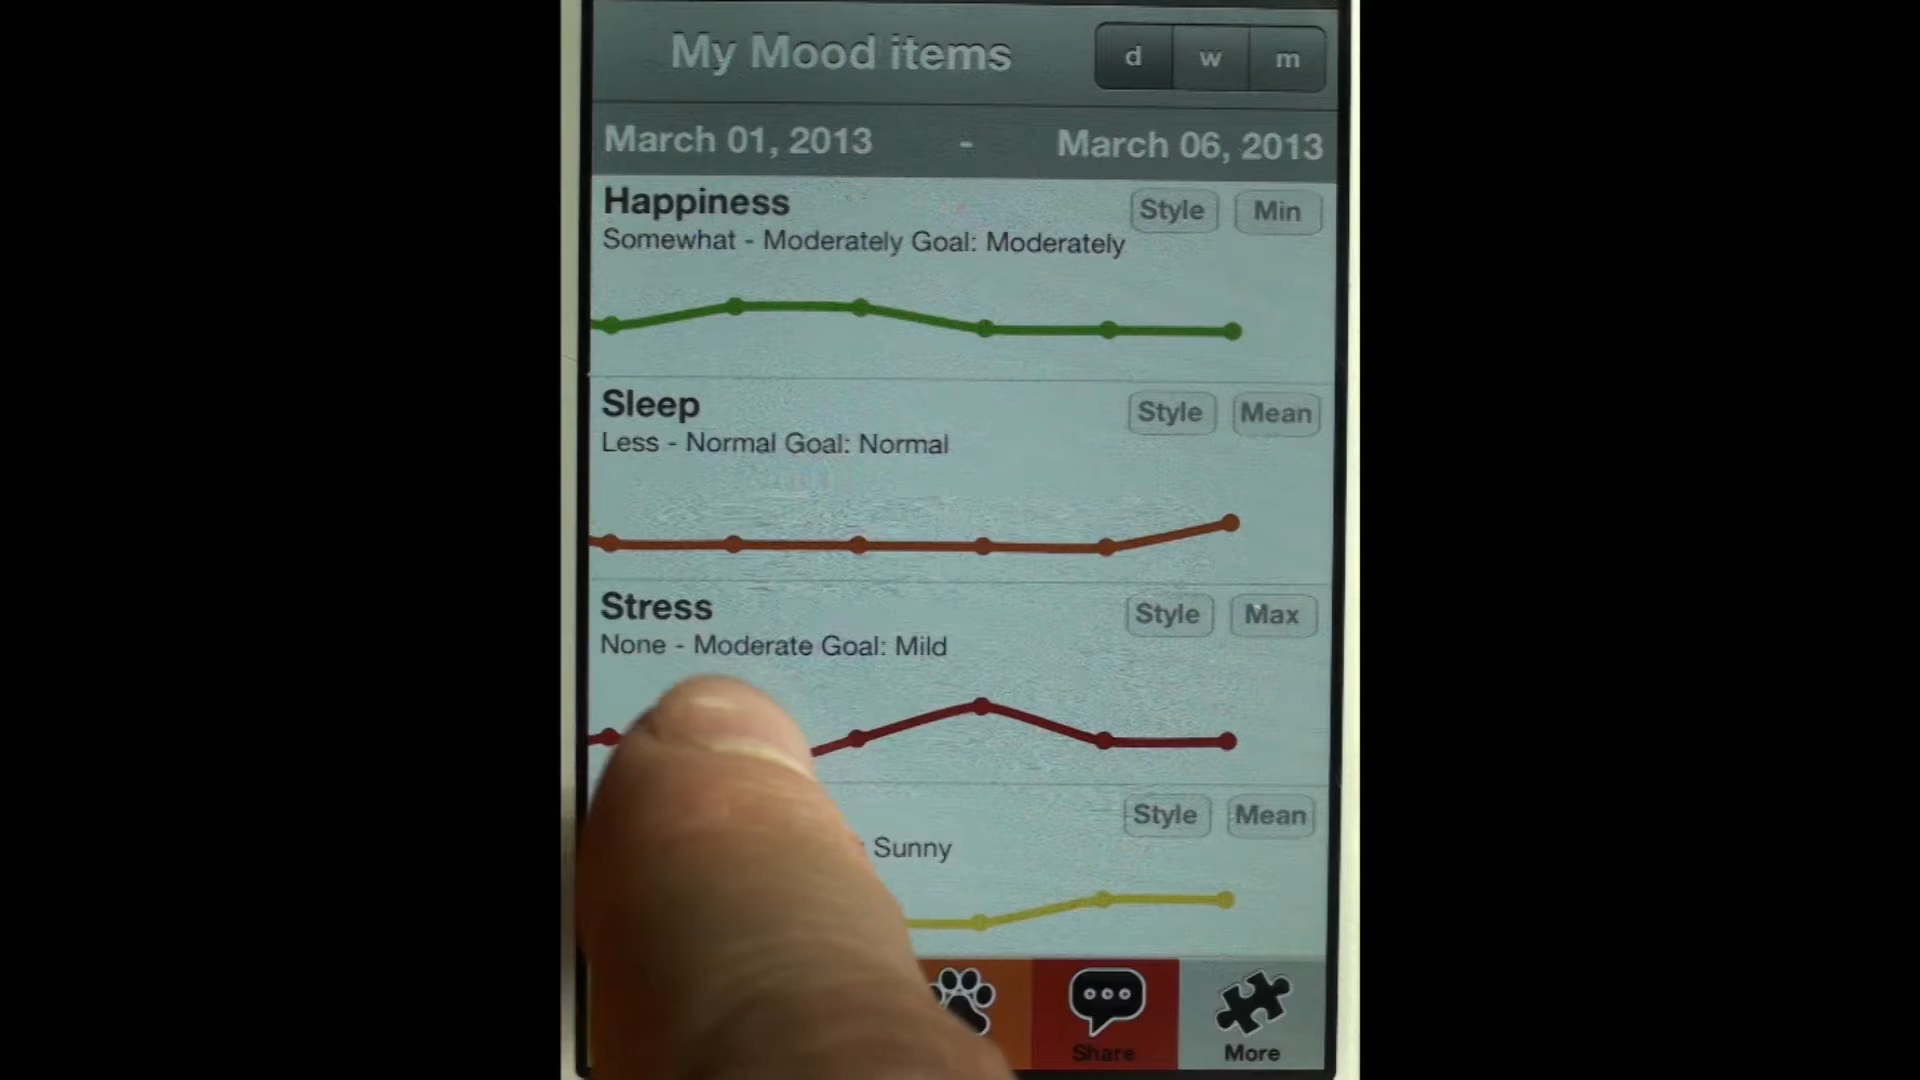 My Mood items
d w m
March 01, 2013 - March 06, 2013
Happiness Style Min
Somewhat - Moderately Goal: Moderately
Sleep Style Mean
Less - Normal Goal: Normal
Stress Style Max
None - Moderate Goal: Mild
Style Mean
: Sunny
Share More